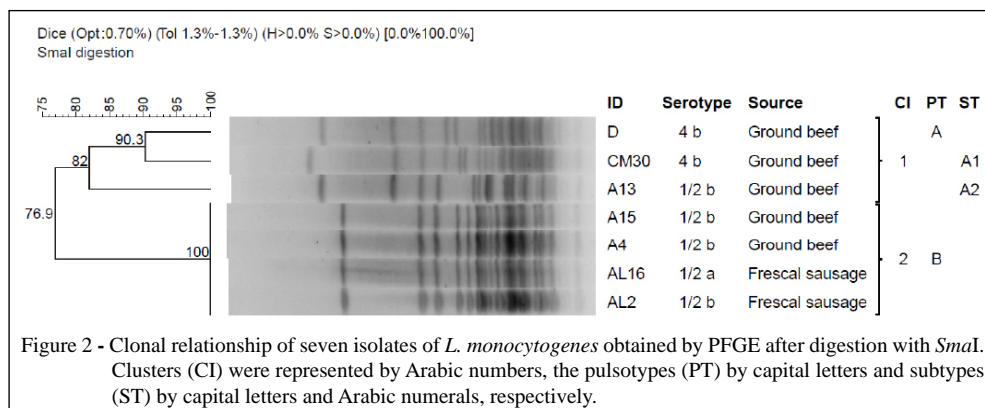 Dice (Opt:0.70%) (Tol 1.3%-1.3%) (H>0.0% S>0.0%) [0.0%100.0%]
SmaI digestion
75 80 85 90 95 100
ID Serotype Source CI PT ST
90.3
82
76.9
100
D 4 b Ground beef A
CM30 4 b Ground beef 1 A1
A13 1/2 b Ground beef A2
A15 1/2 b Ground beef
A4 1/2 b Ground beef
AL16 1/2 a Frescal sausage 2 B
AL2 1/2 b Frescal sausage
Figure 2 - Clonal relationship of seven isolates of L. monocytogenes obtained by PFGE after digestion with SmaI.
Clusters (CI) were represented by Arabic numbers, the pulsotypes (PT) by capital letters and subtypes
(ST) by capital letters and Arabic numerals, respectively.